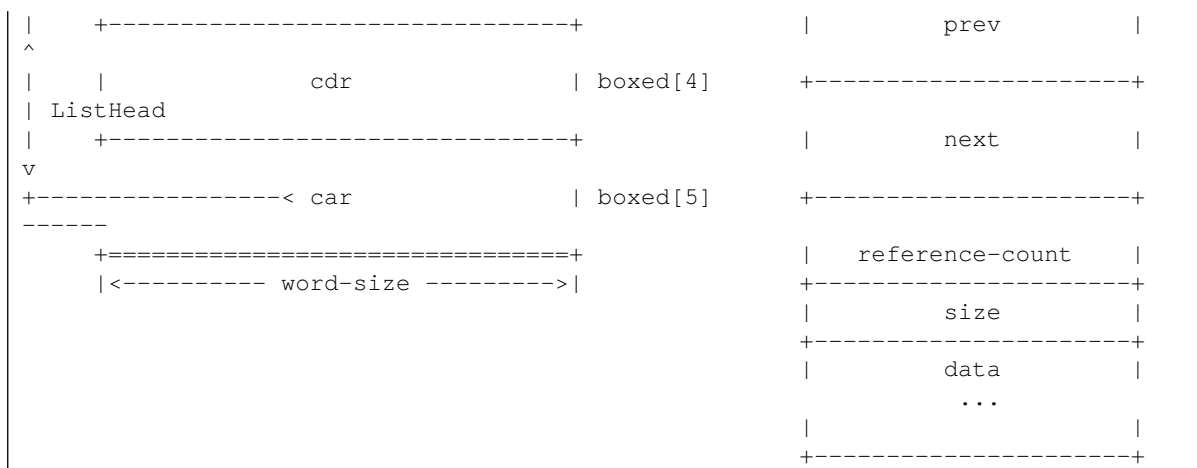 |    +--------------------------------+               |         prev          |
^
|    |              cdr               | boxed[4]      +-----------------------+
| ListHead
|    +--------------------------------+               |         next          |
v
+-----------------< car               | boxed[5]      +-----------------------+
------
     +================================+               |   reference-count     |
     |<---------- word-size --------->|               +-----------------------+
                                                      |         size          |
                                                      +-----------------------+
                                                      |         data          |
                                                                 ...
                                                      |                       |
                                                      +-----------------------+